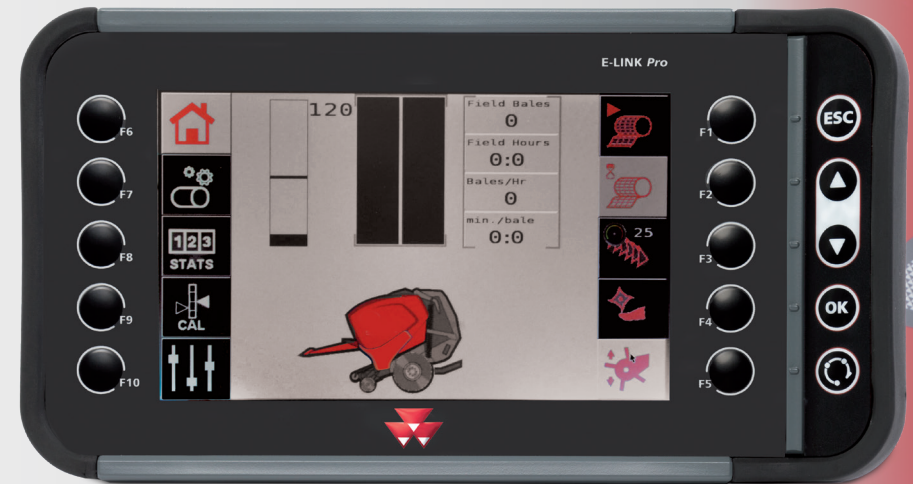 E-LINK Pro
F6
F7
F8
F9
F10
120
Field Bales
0
Field Hours
0:0
Bales/Hr
0
min./bale
0:0
123
STATS
CAL
25
F1
F2
F3
F4
F5
ESC
OK